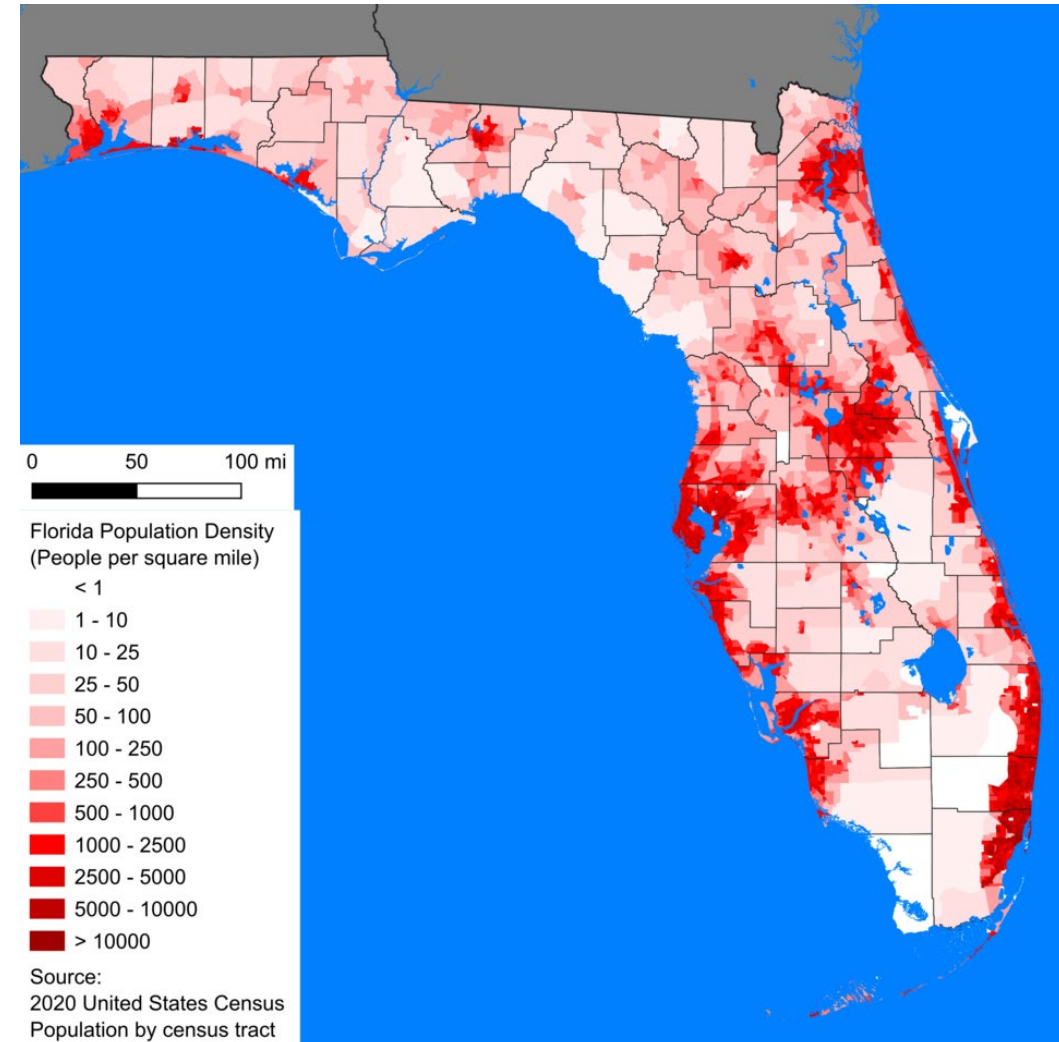 0 50 100 mi
Florida Population Density
(People per square mile)
< 1
1 - 10
10 - 25
25 - 50
50 - 100
100 - 250
250 - 500
500 - 1000
1000 - 2500
2500 - 5000
5000 - 10000
> 10000
Source:
2020 United States Census
Population by census tract